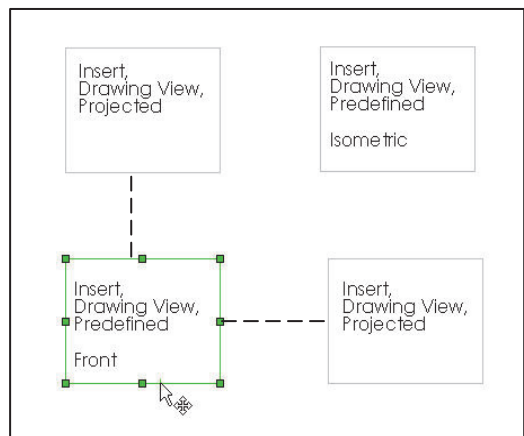 Insert,
Drawing View,
Projected
Insert,
Drawing View,
Predefined
Isometric
Insert,
Drawing View,
Predefined
Front
Insert,
Drawing View,
Projected